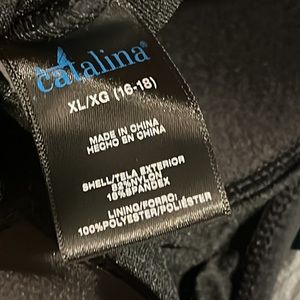 catalina®
XL/XG (16-18)
MADE IN CHINA
HECHO EN CHINA
SHELL/TELA EXTERIOR
82%NYLON
18%SPANDEX
LINING/FORRO:
100%POLYESTER/POLIÉSTER